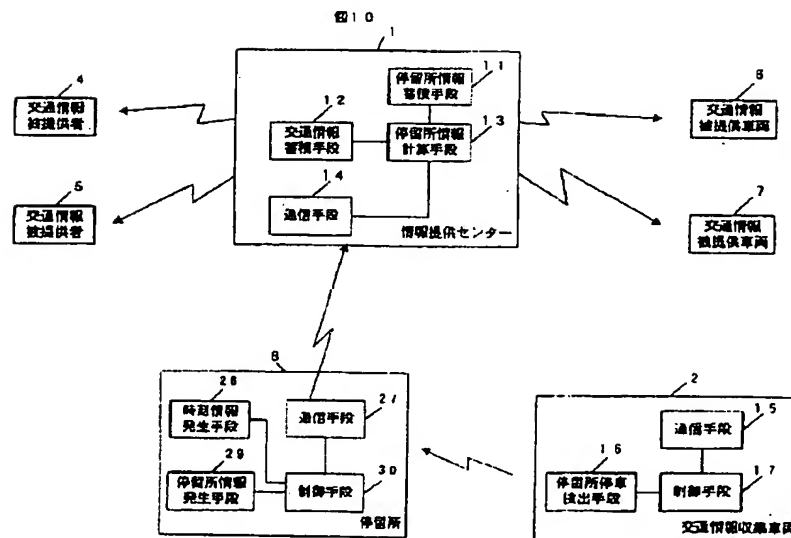 図10
1
4
交通情報
被提供者
5
交通情報
被提供者
11
停留所情報
蓄積手段
12
交通情報
蓄積手段
13
停留所情報
計算手段
14
通信手段
情報提供センター
6
交通情報
被提供車両
7
交通情報
被提供車両
8
28
時刻情報
発生手段
27
通信手段
29
停留所情報
発生手段
30
制御手段
停留所
2
15
通信手段
16
停留所停車
検出手段
17
制御手段
交通情報収集車両